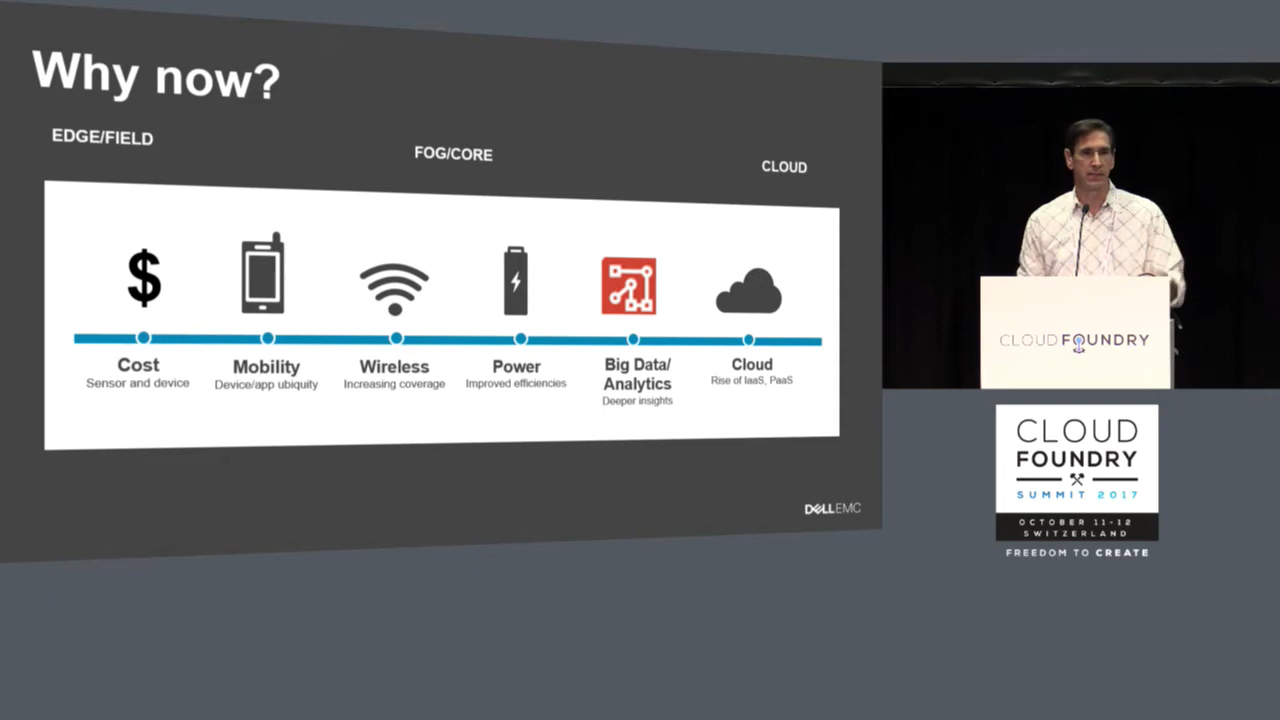 Why now?
EDGE/FIELD
FOG/CORE
CLOUD
$
Cost
Sensor and device
Mobility
Device/app ubiquity
Wireless
Increasing coverage
Power
Improved efficiencies
Big Data/
Analytics
Deeper insights
Cloud
Rise of IaaS, PaaS
DELLEMC
CLOUD FOUNDRY
CLOUD
FOUNDRY
SUMMIT 2017
OCTOBER 11-12
SWITZERLAND
FREEDOM TO CREATE